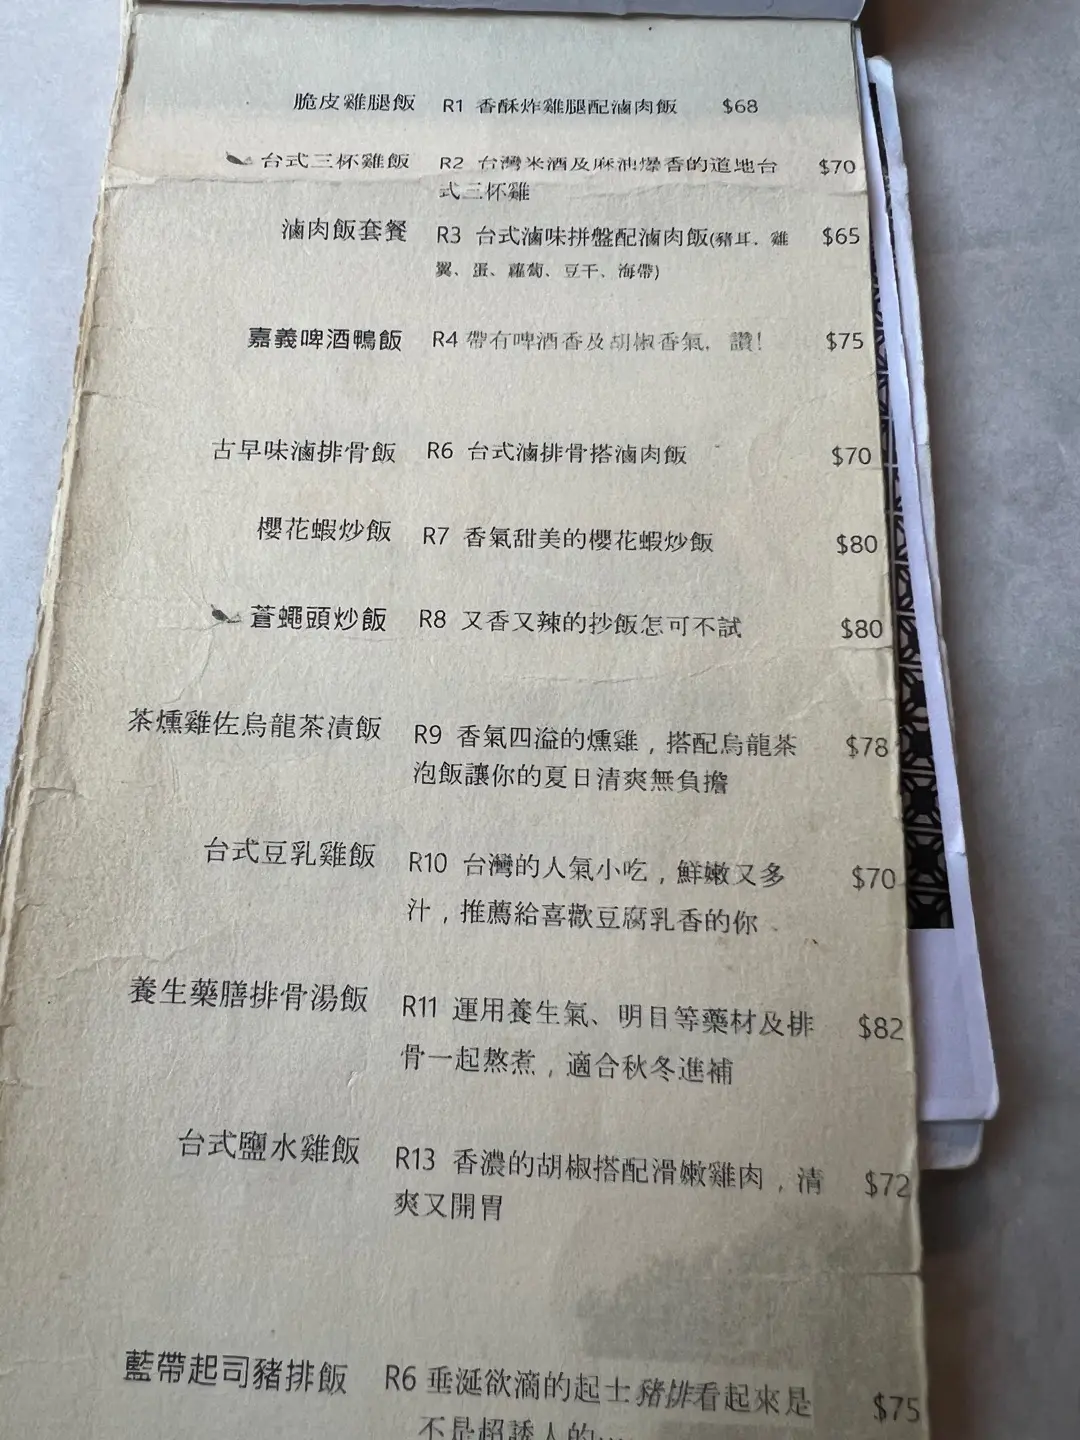 脆皮雞腿飯 R1 香酥炸雞腿配滷肉飯 $68
台式三杯雞飯 R2 台灣米酒及麻油爆香的道地台 $70
式三杯雞
滷肉飯套餐 R3 台式滷味拼盤配滷肉飯(豬耳、雞 $65
翼、蛋、蘿蔔、豆干、海帶)
嘉義啤酒鴨飯 R4 帶有啤酒香及胡椒香氣，讚！ $75
古早味滷排骨飯 R6 台式滷排骨搭滷肉飯 $70
櫻花蝦炒飯 R7 香氣甜美的櫻花蝦炒飯 $80
蒼蠅頭炒飯 R8 又香又辣的抄飯怎可不試 $80
茶燻雞佐烏龍茶漬飯 R9 香氣四溢的燻雞，搭配烏龍茶 $78
泡飯讓你的夏日清爽無負擔
台式豆乳雞飯 R10 台灣的人氣小吃，鮮嫩又多 $70
汁，推薦給喜歡豆腐乳香的你
養生藥膳排骨湯飯 R11 運用養生氣、明目等藥材及排 $82
骨一起熬煮，適合秋冬進補
台式鹽水雞飯 R13 香濃的胡椒搭配滑嫩雞肉，清 $72
爽又開胃
藍帶起司豬排飯 R6 垂涎欲滴的起士豬排看起來是 $75
不是超誘人的....